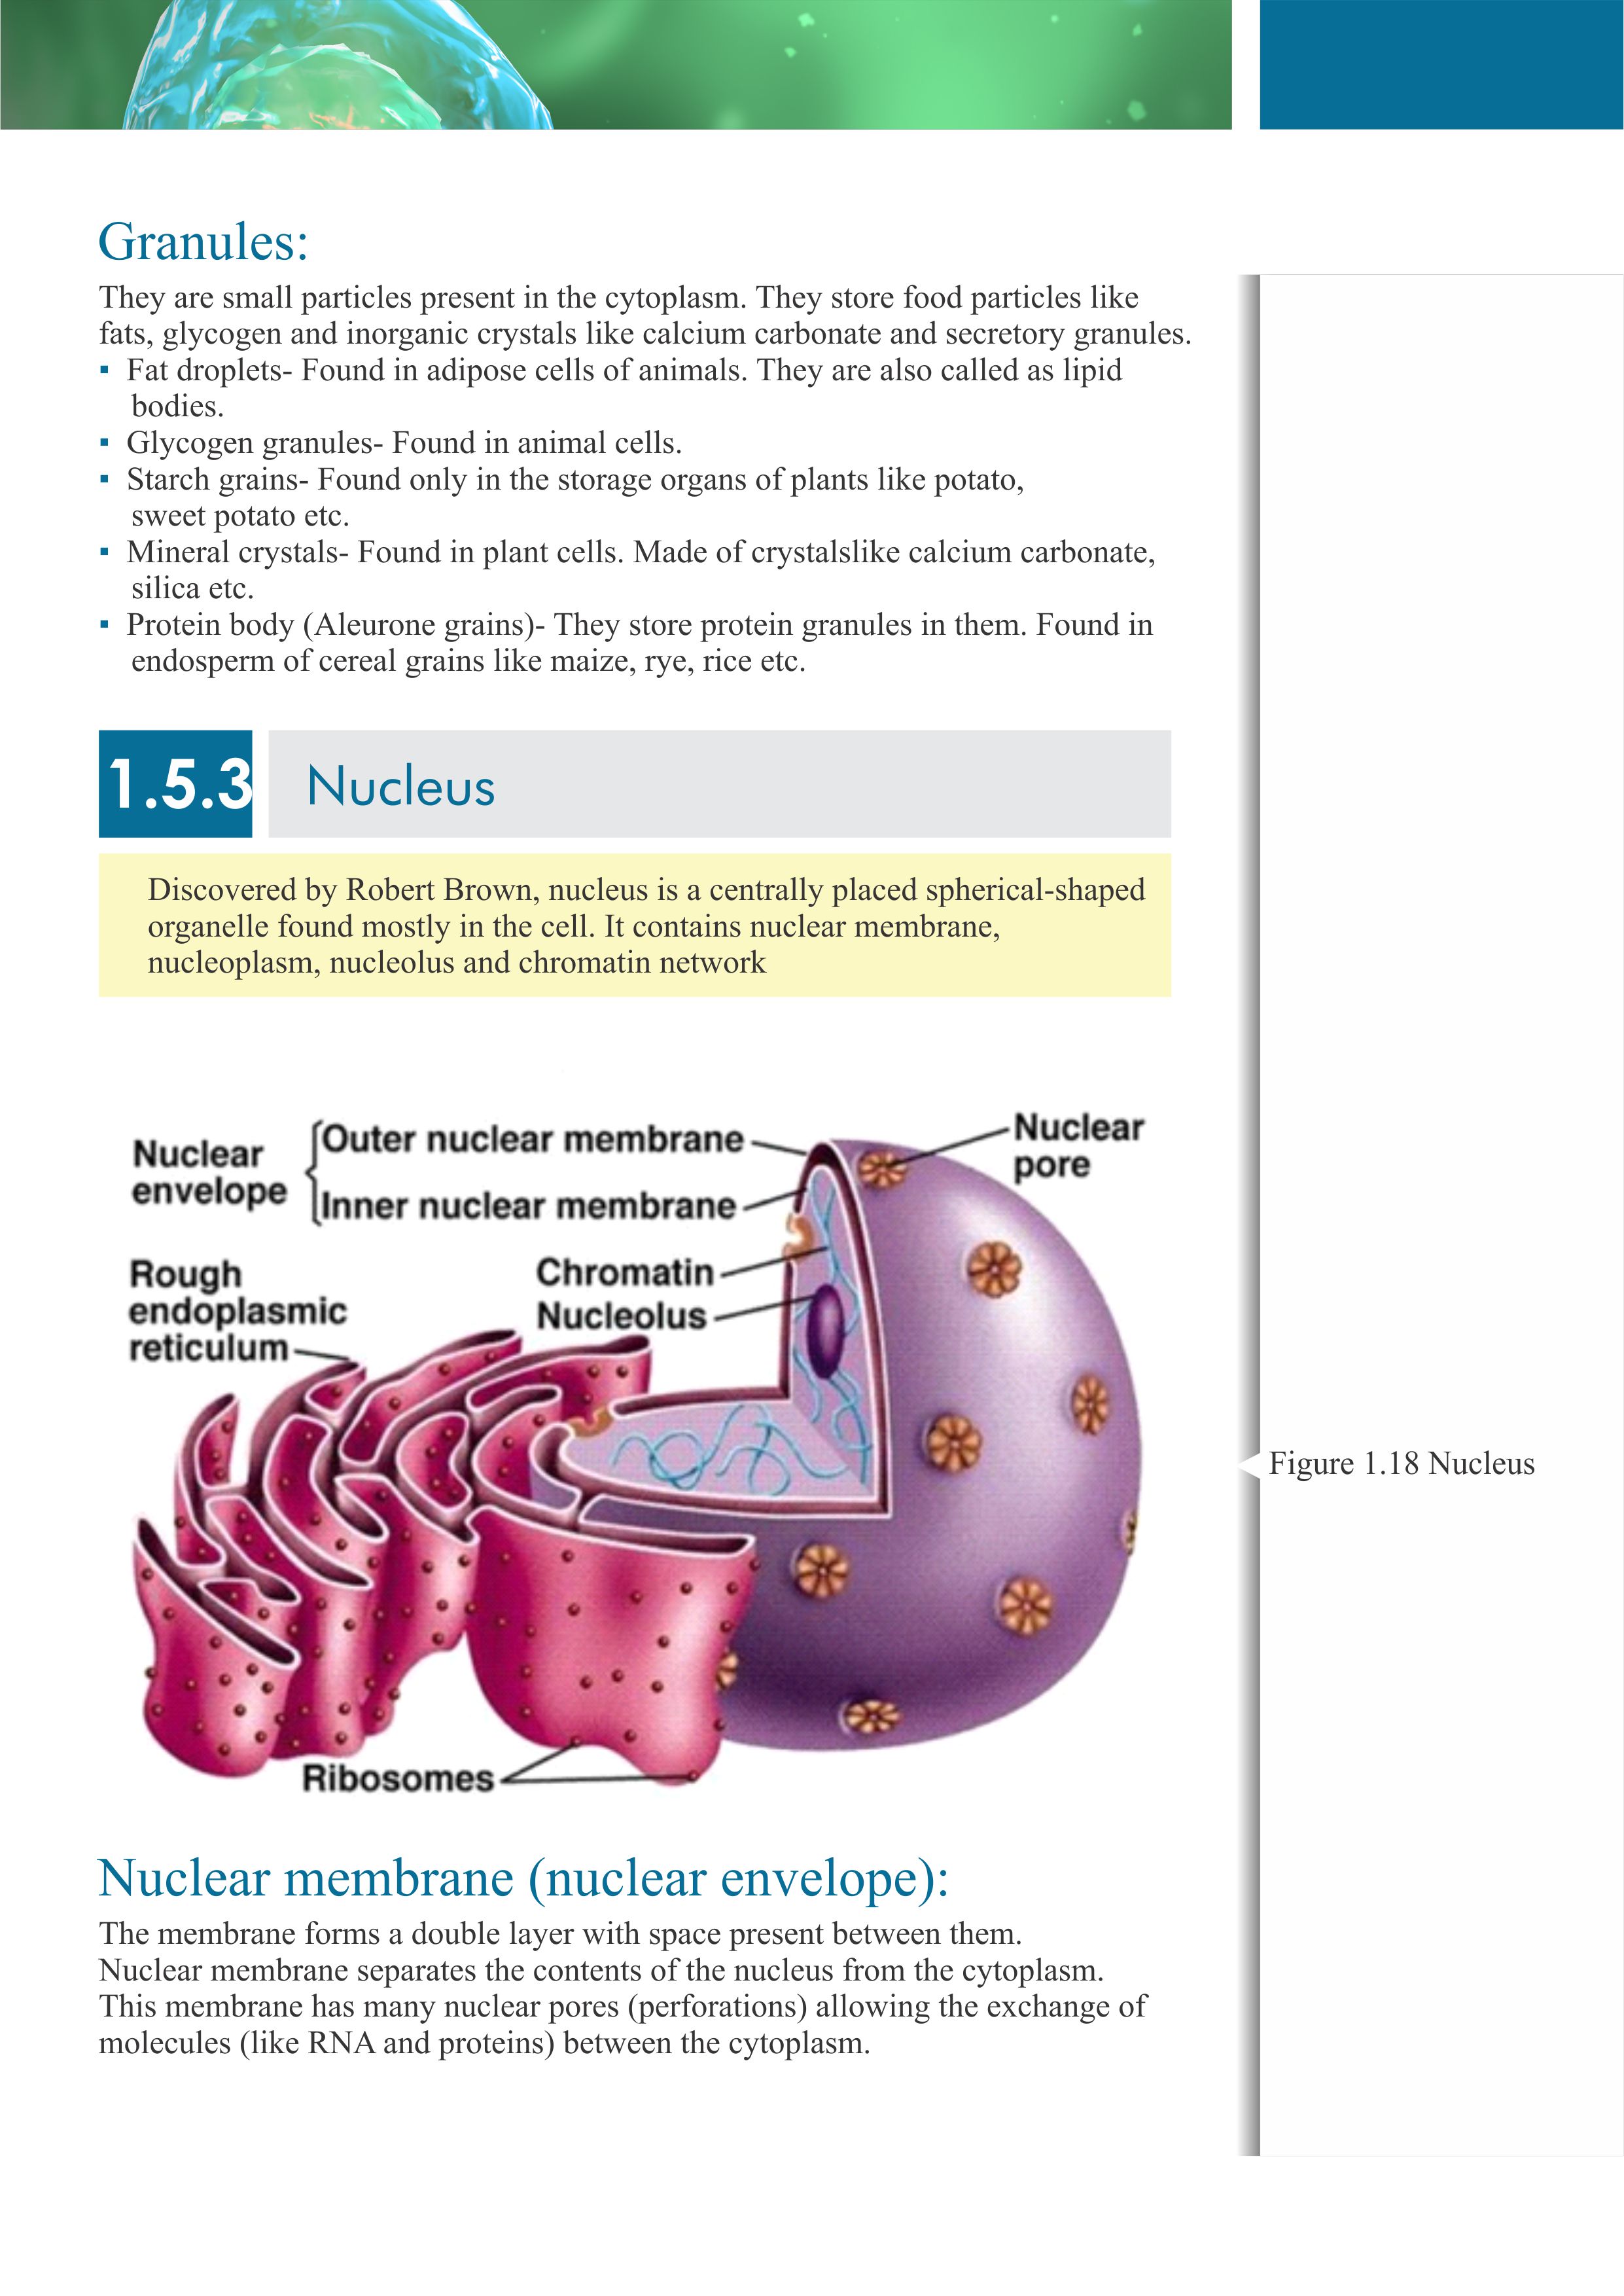 Granules:
They are small particles present in the cytoplasm. They store food particles like
fats, glycogen and inorganic crystals like calcium carbonate and secretory granules.
▪ Fat droplets- Found in adipose cells of animals. They are also called as lipid
bodies.
▪ Glycogen granules- Found in animal cells.
▪ Starch grains- Found only in the storage organs of plants like potato,
sweet potato etc.
▪ Mineral crystals- Found in plant cells. Made of crystalslike calcium carbonate,
silica etc.
▪ Protein body (Aleurone grains)- They store protein granules in them. Found in
endosperm of cereal grains like maize, rye, rice etc.
1.5.3 Nucleus
Discovered by Robert Brown, nucleus is a centrally placed spherical-shaped
organelle found mostly in the cell. It contains nuclear membrane,
nucleoplasm, nucleolus and chromatin network
Nuclear
envelope
Outer nuclear membrane
Inner nuclear membrane
Nuclear
pore
Rough
endoplasmic
reticulum
Chromatin
Nucleolus
Ribosomes
Figure 1.18 Nucleus
Nuclear membrane (nuclear envelope):
The membrane forms a double layer with space present between them.
Nuclear membrane separates the contents of the nucleus from the cytoplasm.
This membrane has many nuclear pores (perforations) allowing the exchange of
molecules (like RNA and proteins) between the cytoplasm.